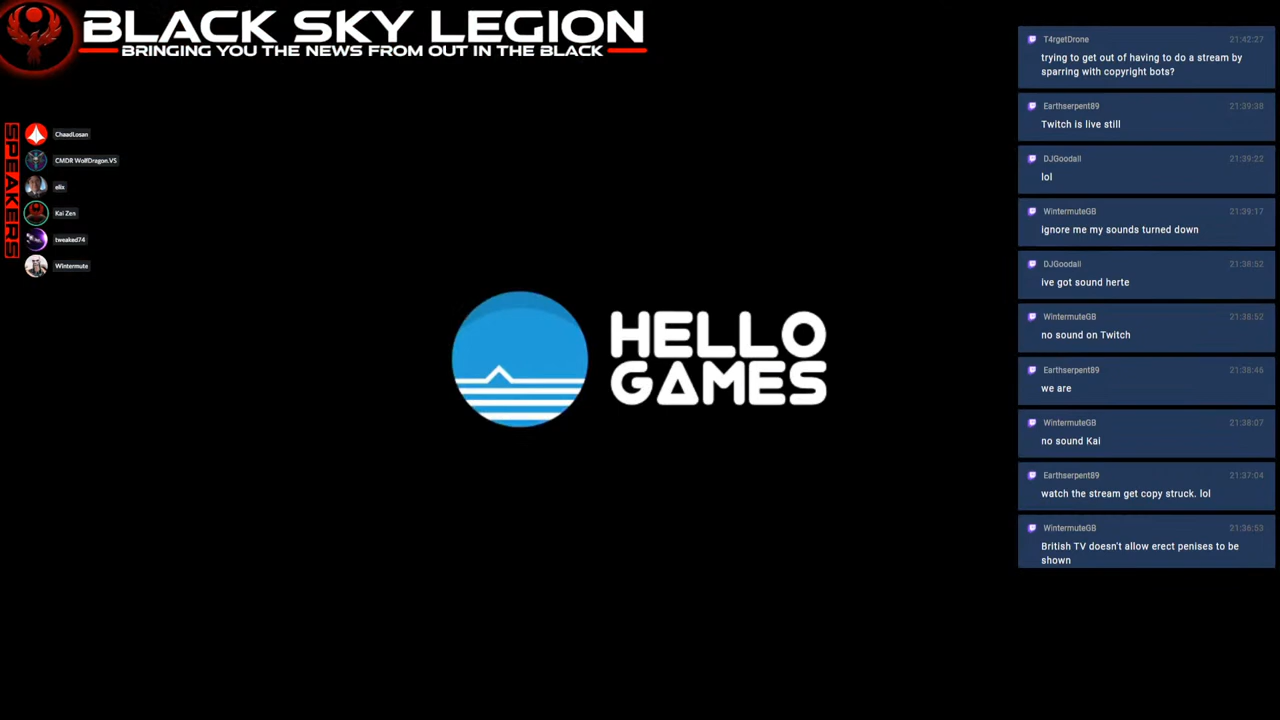 BLACK SKY LEGION
BRINGING YOU THE NEWS FROM OUT IN THE BLACK
SPEAKERS
ChaadLosan
CMDR WolfDragon.VS
elix
Kai Zen
tweaked74
Wintermute
HELLO
GAMES
T4rgetDrone 21:42:27
trying to get out of having to do a stream by
sparring with copyright bots?
Earthserpent89 21:39:38
Twitch is live still
DJGoodall 21:39:22
lol
WintermuteGB 21:39:17
ignore me my sounds turned down
DJGoodall 21:38:52
Ive got sound herte
WintermuteGB 21:38:52
no sound on Twitch
Earthserpent89 21:38:46
we are
WintermuteGB 21:38:07
no sound Kai
Earthserpent89 21:37:04
watch the stream get copy struck. lol
WintermuteGB 21:36:53
British TV doesn't allow erect penises to be
shown